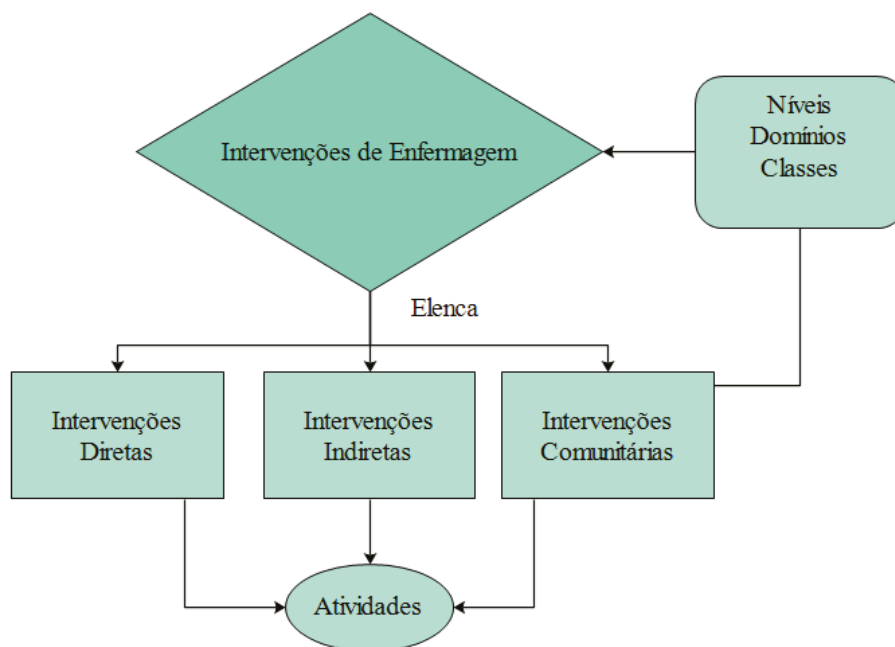 Intervenções de Enfermagem
Níveis
Domínios
Classes
Elenca
Intervenções
Diretas
Intervenções
Indiretas
Intervenções
Comunitárias
Atividades